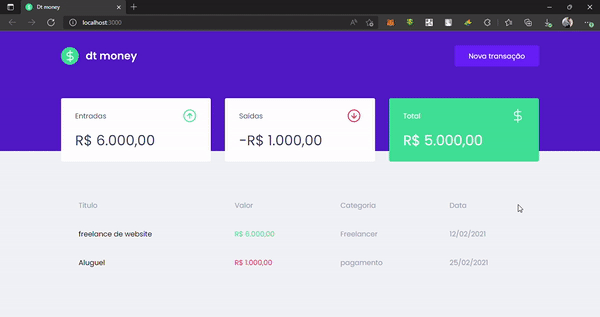 Dt money
localhost:3000
dt money
Nova transação
Entradas
Saídas
Total
R$ 6.000,00
-R$ 1.000,00
R$ 5.000,00
Título
Valor
Categoria
Data
freelance de website
R$ 6.000,00
Freelancer
12/02/2021
Aluguel
R$ 1.000,00
pagamento
25/02/2021